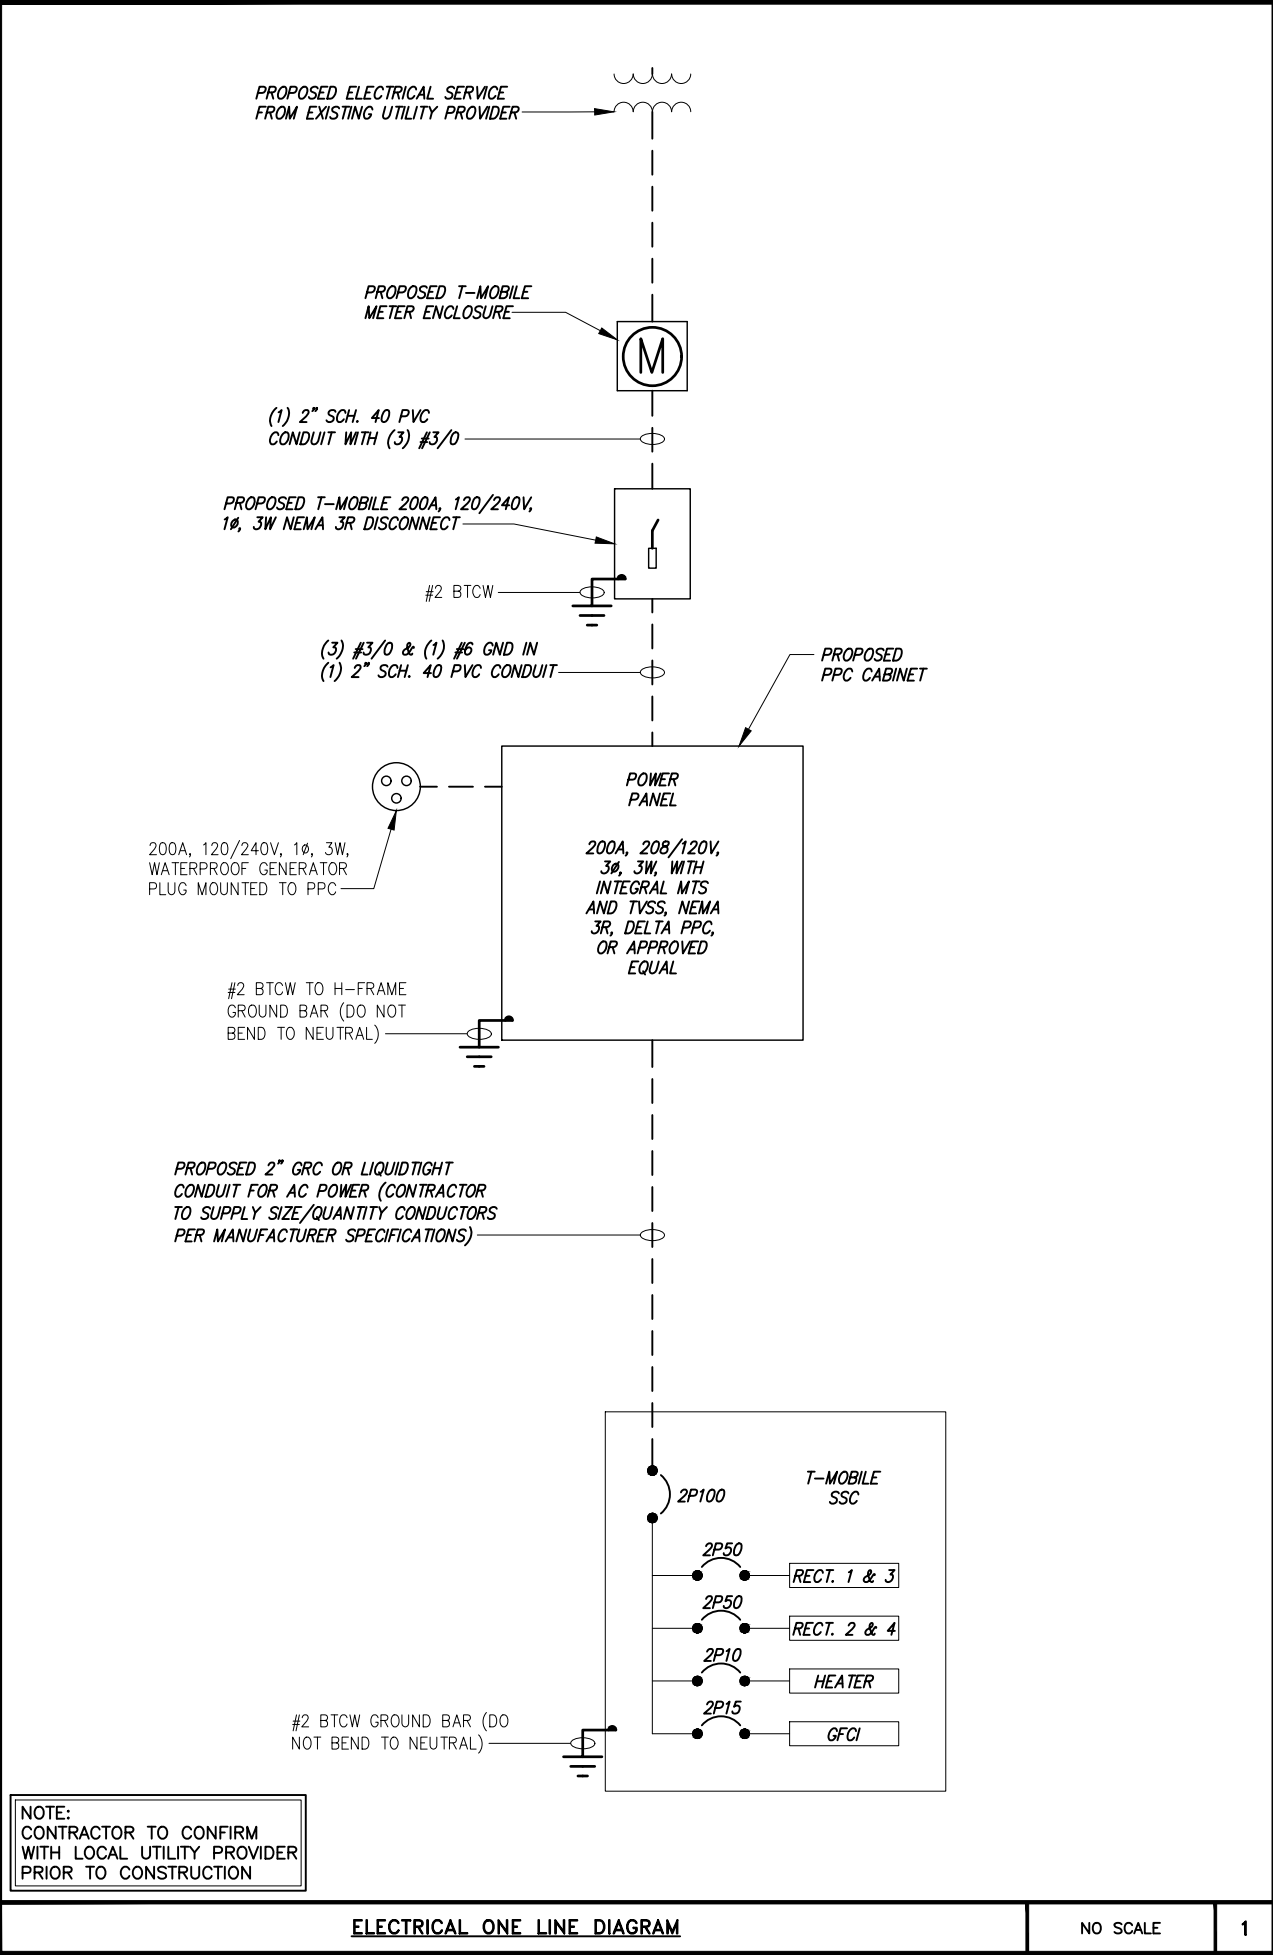 PROPOSED ELECTRICAL SERVICE
FROM EXISTING UTILITY PROVIDER
PROPOSED T-MOBILE
METER ENCLOSURE
M
(1) 2" SCH. 40 PVC
CONDUIT WITH (3) #3/0
PROPOSED T-MOBILE 200A, 120/240V,
1ø, 3W NEMA 3R DISCONNECT
#2 BTCW
(3) #3/0 & (1) #6 GND IN
(1) 2" SCH. 40 PVC CONDUIT
PROPOSED
PPC CABINET
POWER
PANEL
200A, 208/120V,
3ø, 3W, WITH
INTEGRAL MTS
AND TVSS, NEMA
3R, DELTA PPC,
OR APPROVED
EQUAL
200A, 120/240V, 1ø, 3W,
WATERPROOF GENERATOR
PLUG MOUNTED TO PPC
#2 BTCW TO H-FRAME
GROUND BAR (DO NOT
BEND TO NEUTRAL)
PROPOSED 2" GRC OR LIQUIDTIGHT
CONDUIT FOR AC POWER (CONTRACTOR
TO SUPPLY SIZE/QUANTITY CONDUCTORS
PER MANUFACTURER SPECIFICATIONS)
T-MOBILE
SSC
2P100
2P50
RECT. 1 & 3
2P50
RECT. 2 & 4
2P10
HEATER
2P15
GFCI
#2 BTCW GROUND BAR (DO
NOT BEND TO NEUTRAL)
NOTE:
CONTRACTOR TO CONFIRM
WITH LOCAL UTILITY PROVIDER
PRIOR TO CONSTRUCTION
ELECTRICAL ONE LINE DIAGRAM
NO SCALE
1